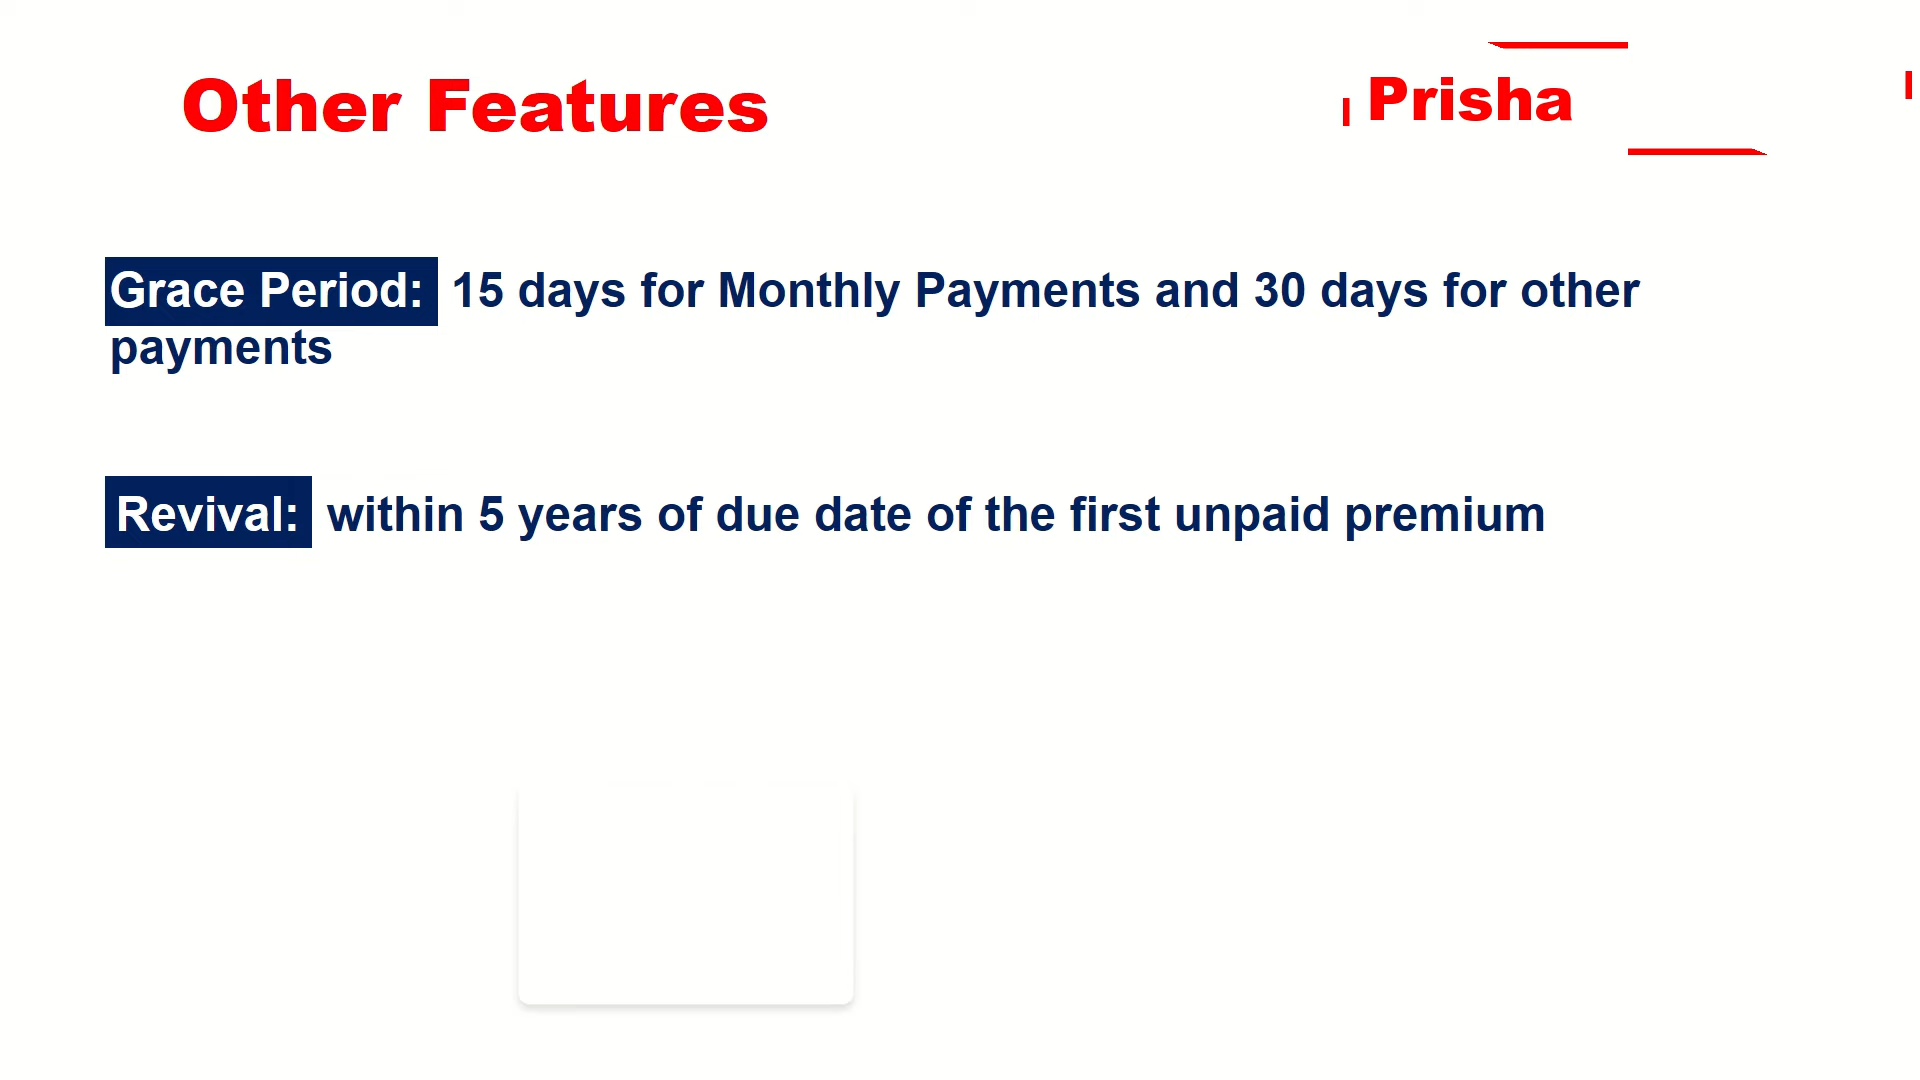 Other Features
Prisha
Grace Period: 15 days for Monthly Payments and 30 days for other
payments
Revival: within 5 years of due date of the first unpaid premium